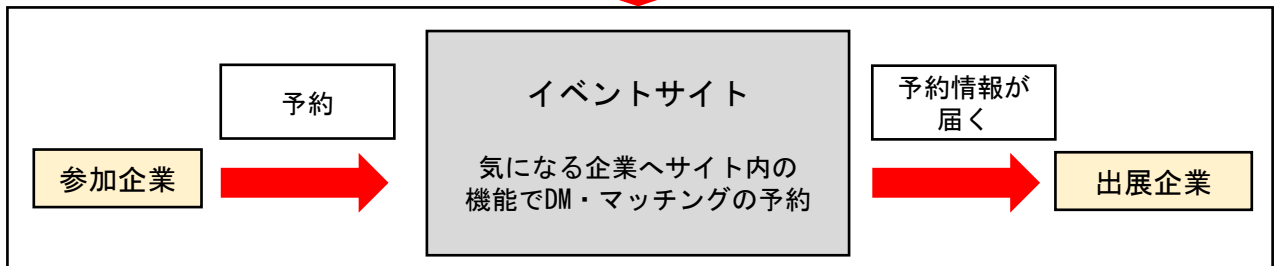 参加企業
予約
イベントサイト
気になる企業へサイト内の
機能でDM・マッチングの予約
予約情報が
届く
出展企業